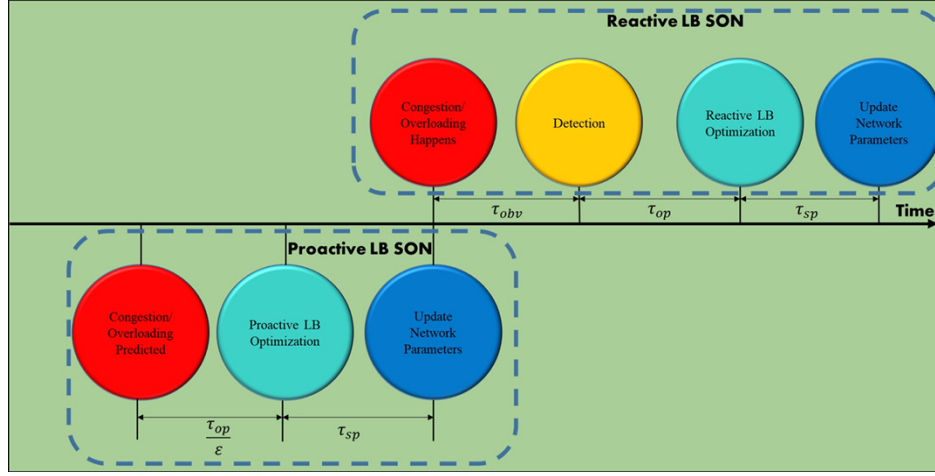 Reactive LB SON
Congestion/
Overloading
Happens
Detection
Reactive LB
Optimization
Update
Network
Parameters
τ_obv
τ_op
τ_sp
Time
Proactive LB SON
Congestion/
Overloading
Predicted
Proactive LB
Optimization
Update
Network
Parameters
τ_op
ε
τ_sp